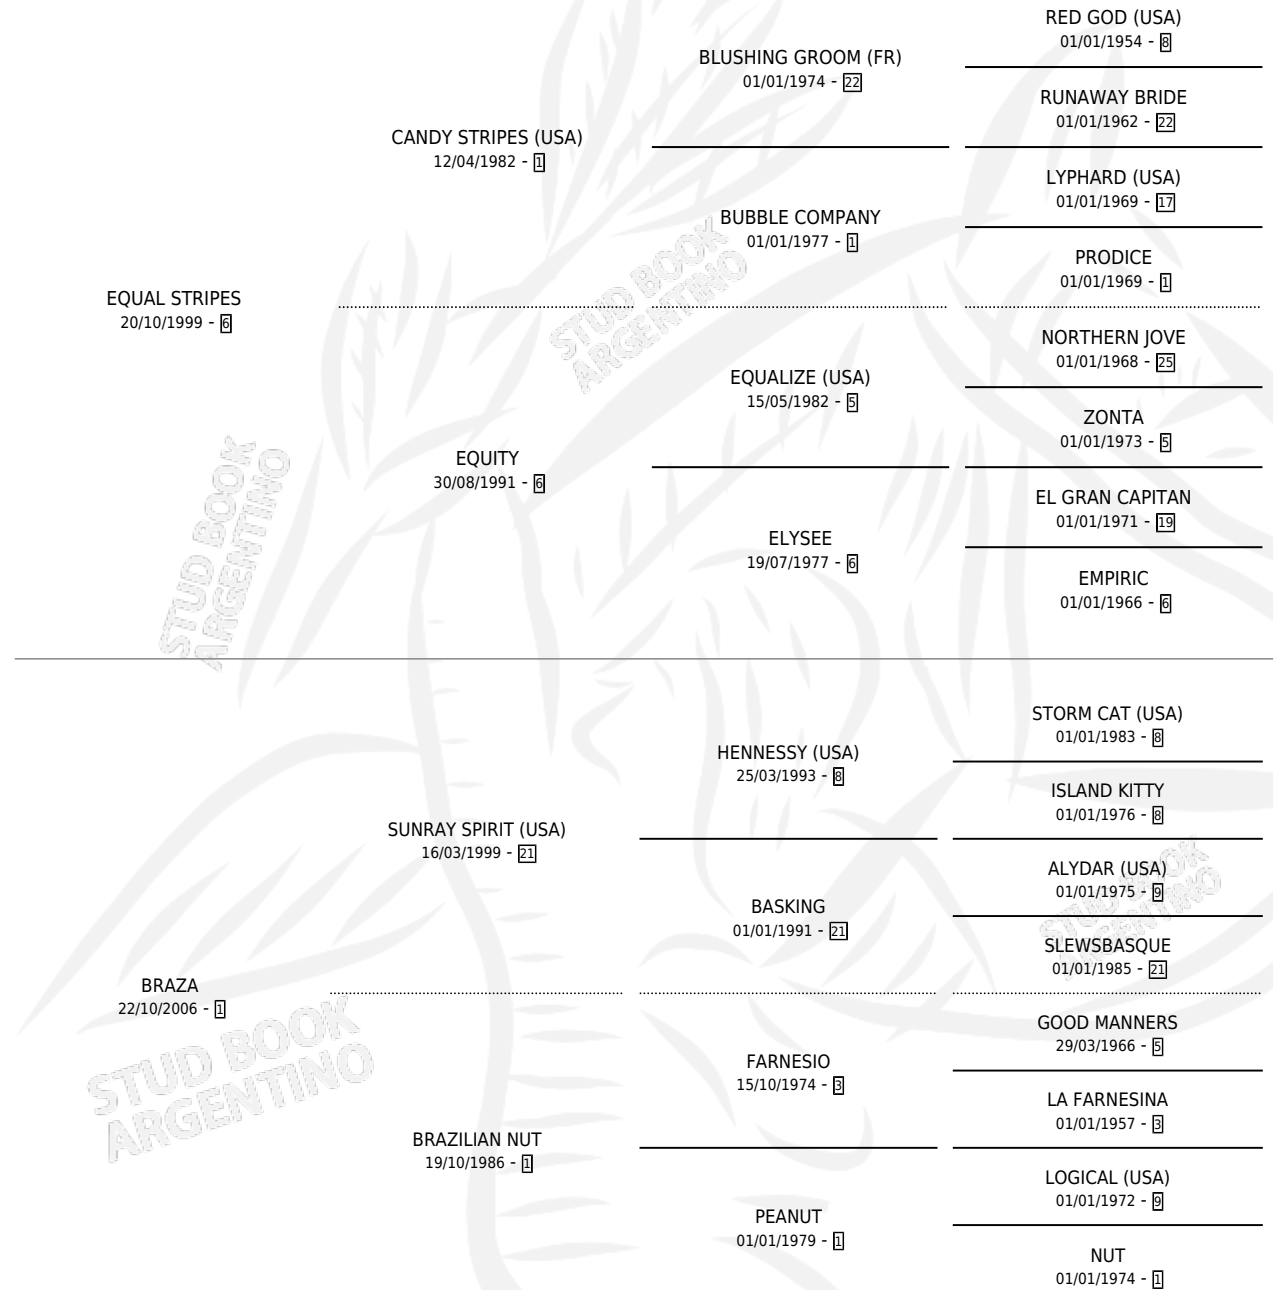 RED GOD (USA)
01/01/1954 - 8
BLUSHING GROOM (FR)
01/01/1974 - 22
RUNAWAY BRIDE
01/01/1962 - 22
CANDY STRIPES (USA)
12/04/1982 - 1
LYPHARD (USA)
01/01/1969 - 17
BUBBLE COMPANY
01/01/1977 - 1
PRODICE
01/01/1969 - 1
EQUAL STRIPES
20/10/1999 - 6
STUD BOOK
ARGENTINO
NORTHERN JOVE
01/01/1968 - 25
EQUALIZE (USA)
15/05/1982 - 5
ZONTA
01/01/1973 - 5
EQUITY
30/08/1991 - 6
EL GRAN CAPITAN
01/01/1971 - 19
ELYSEE
19/07/1977 - 6
EMPIRIC
01/01/1966 - 6
STUD BOOK
ARGENTINO
STORM CAT (USA)
01/01/1983 - 8
HENNESSY (USA)
25/03/1993 - 8
ISLAND KITTY
01/01/1976 - 8
SUNRAY SPIRIT (USA)
16/03/1999 - 21
ALYDAR (USA)
01/01/1975 - 9
BASKING
01/01/1991 - 21
SLEWSBASQUE
01/01/1985 - 21
STUD BOOK
ARGENTINO
BRAZA
22/10/2006 - 1
GOOD MANNERS
29/03/1966 - 5
FARNESIO
15/10/1974 - 3
LA FARNESINA
01/01/1957 - 3
STUD BOOK
ARGENTINO
BRAZILIAN NUT
19/10/1986 - 1
LOGICAL (USA)
01/01/1972 - 9
PEANUT
01/01/1979 - 1
NUT
01/01/1974 - 1